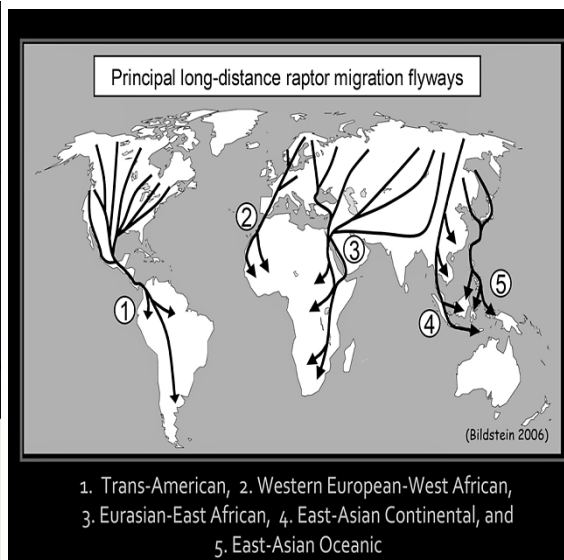 Principal long-distance raptor migration flyways
2
3
1
5
4
(Bildstein 2006)
1. Trans-American, 2. Western European-West African,
3. Eurasian-East African, 4. East-Asian Continental, and
5. East-Asian Oceanic